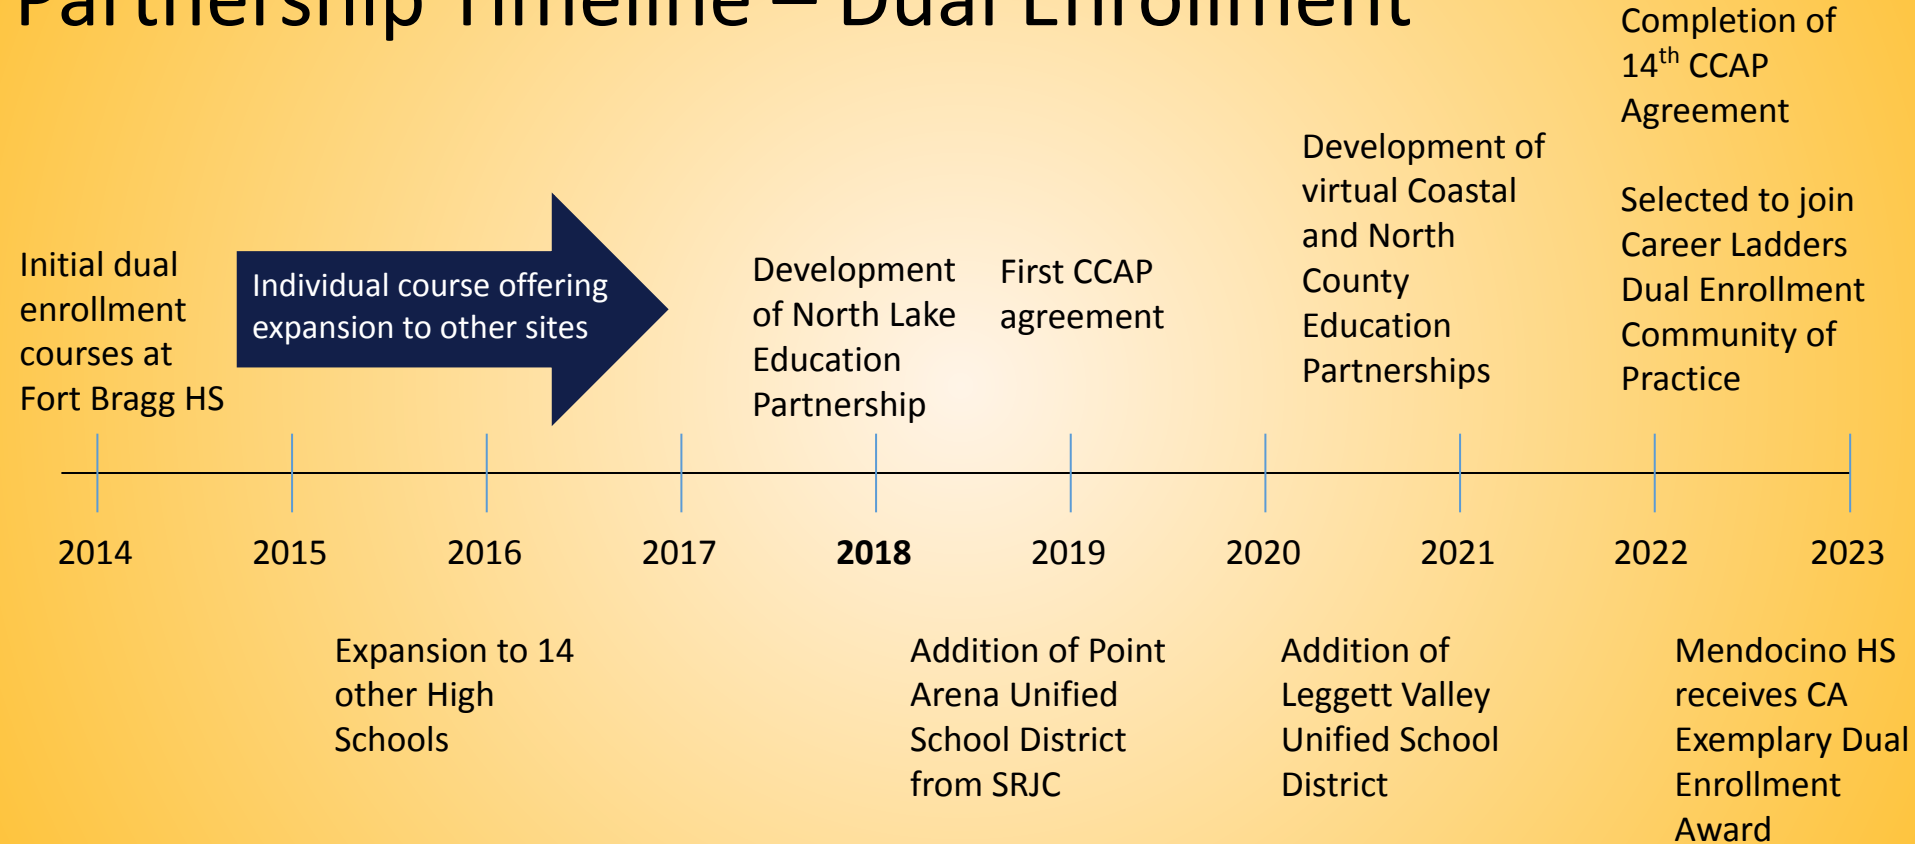 Partnership Timeline – Dual Enrollment
Completion of
14th CCAP
Agreement
Selected to join
Career Ladders
Dual Enrollment
Community of
Practice
Development of
virtual Coastal
and North
County
Education
Partnerships
Initial dual
enrollment
courses at
Fort Bragg HS
Individual course offering
expansion to other sites
Development
of North Lake
Education
Partnership
First CCAP
agreement
2014
2015
2016
2017
2018
2019
2020
2021
2022
2023
Expansion to 14
other High
Schools
Addition of Point
Arena Unified
School District
from SRJC
Addition of
Leggett Valley
Unified School
District
Mendocino HS
receives CA
Exemplary Dual
Enrollment
Award